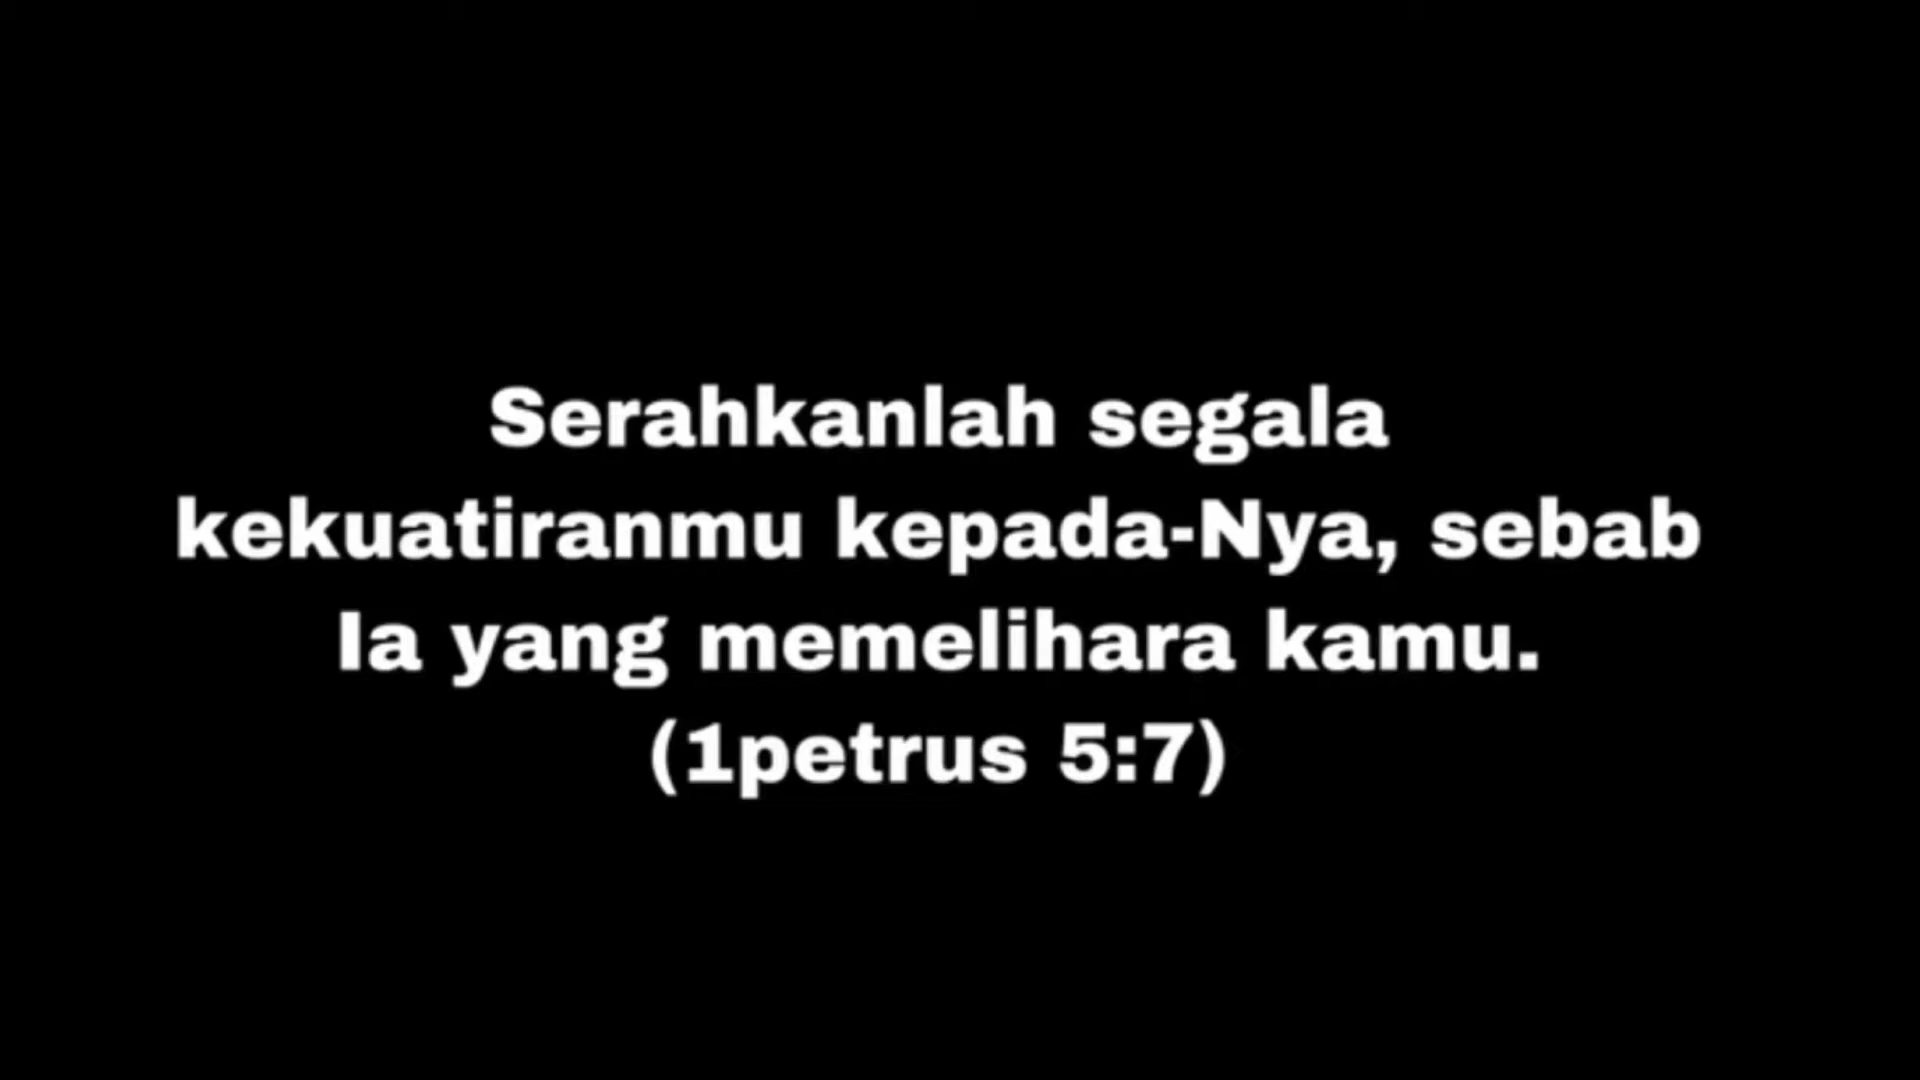 Serahkanlah segala
kekuatiranmu kepada-Nya, sebab
Ia yang memelihara kamu.
(1petrus 5:7)